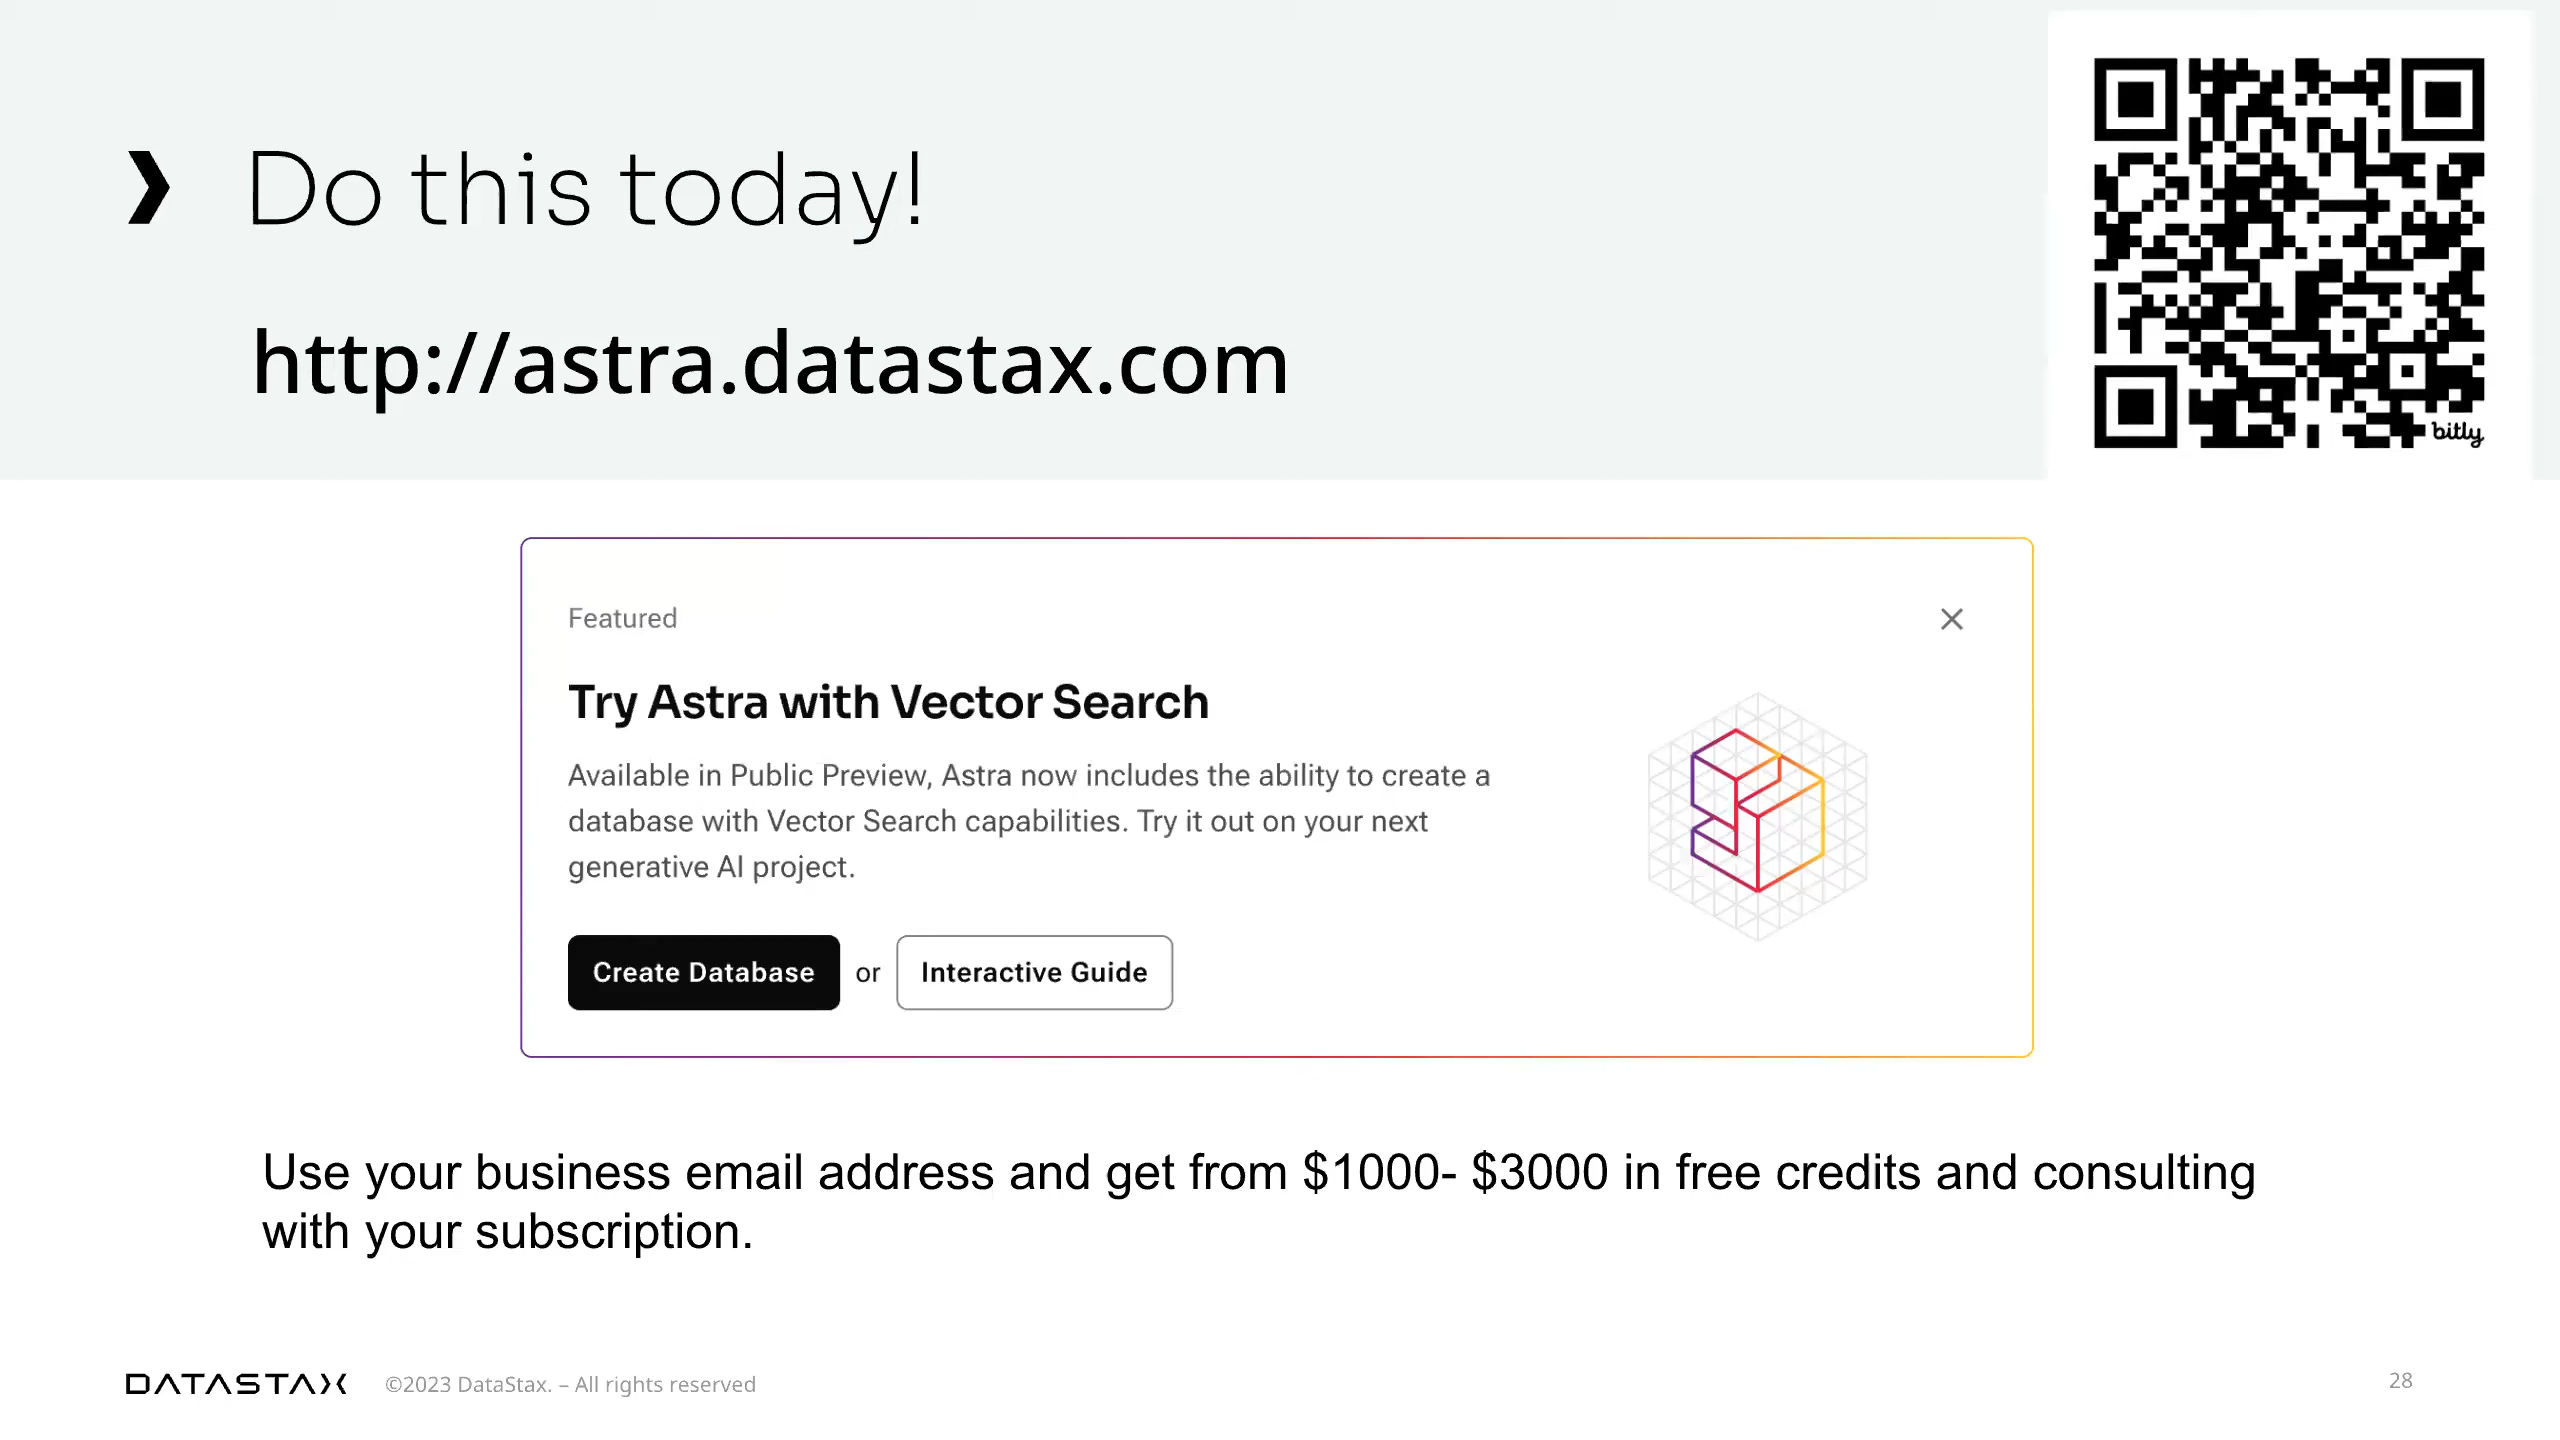 Do this today!
http://astra.datastax.com
bitly
Featured
Try Astra with Vector Search
Available in Public Preview, Astra now includes the ability to create a
database with Vector Search capabilities. Try it out on your next
generative AI project.
Create Database or Interactive Guide
Use your business email address and get from $1000- $3000 in free credits and consulting
with your subscription.
DATASTAX ©2023 DataStax. – All rights reserved 28